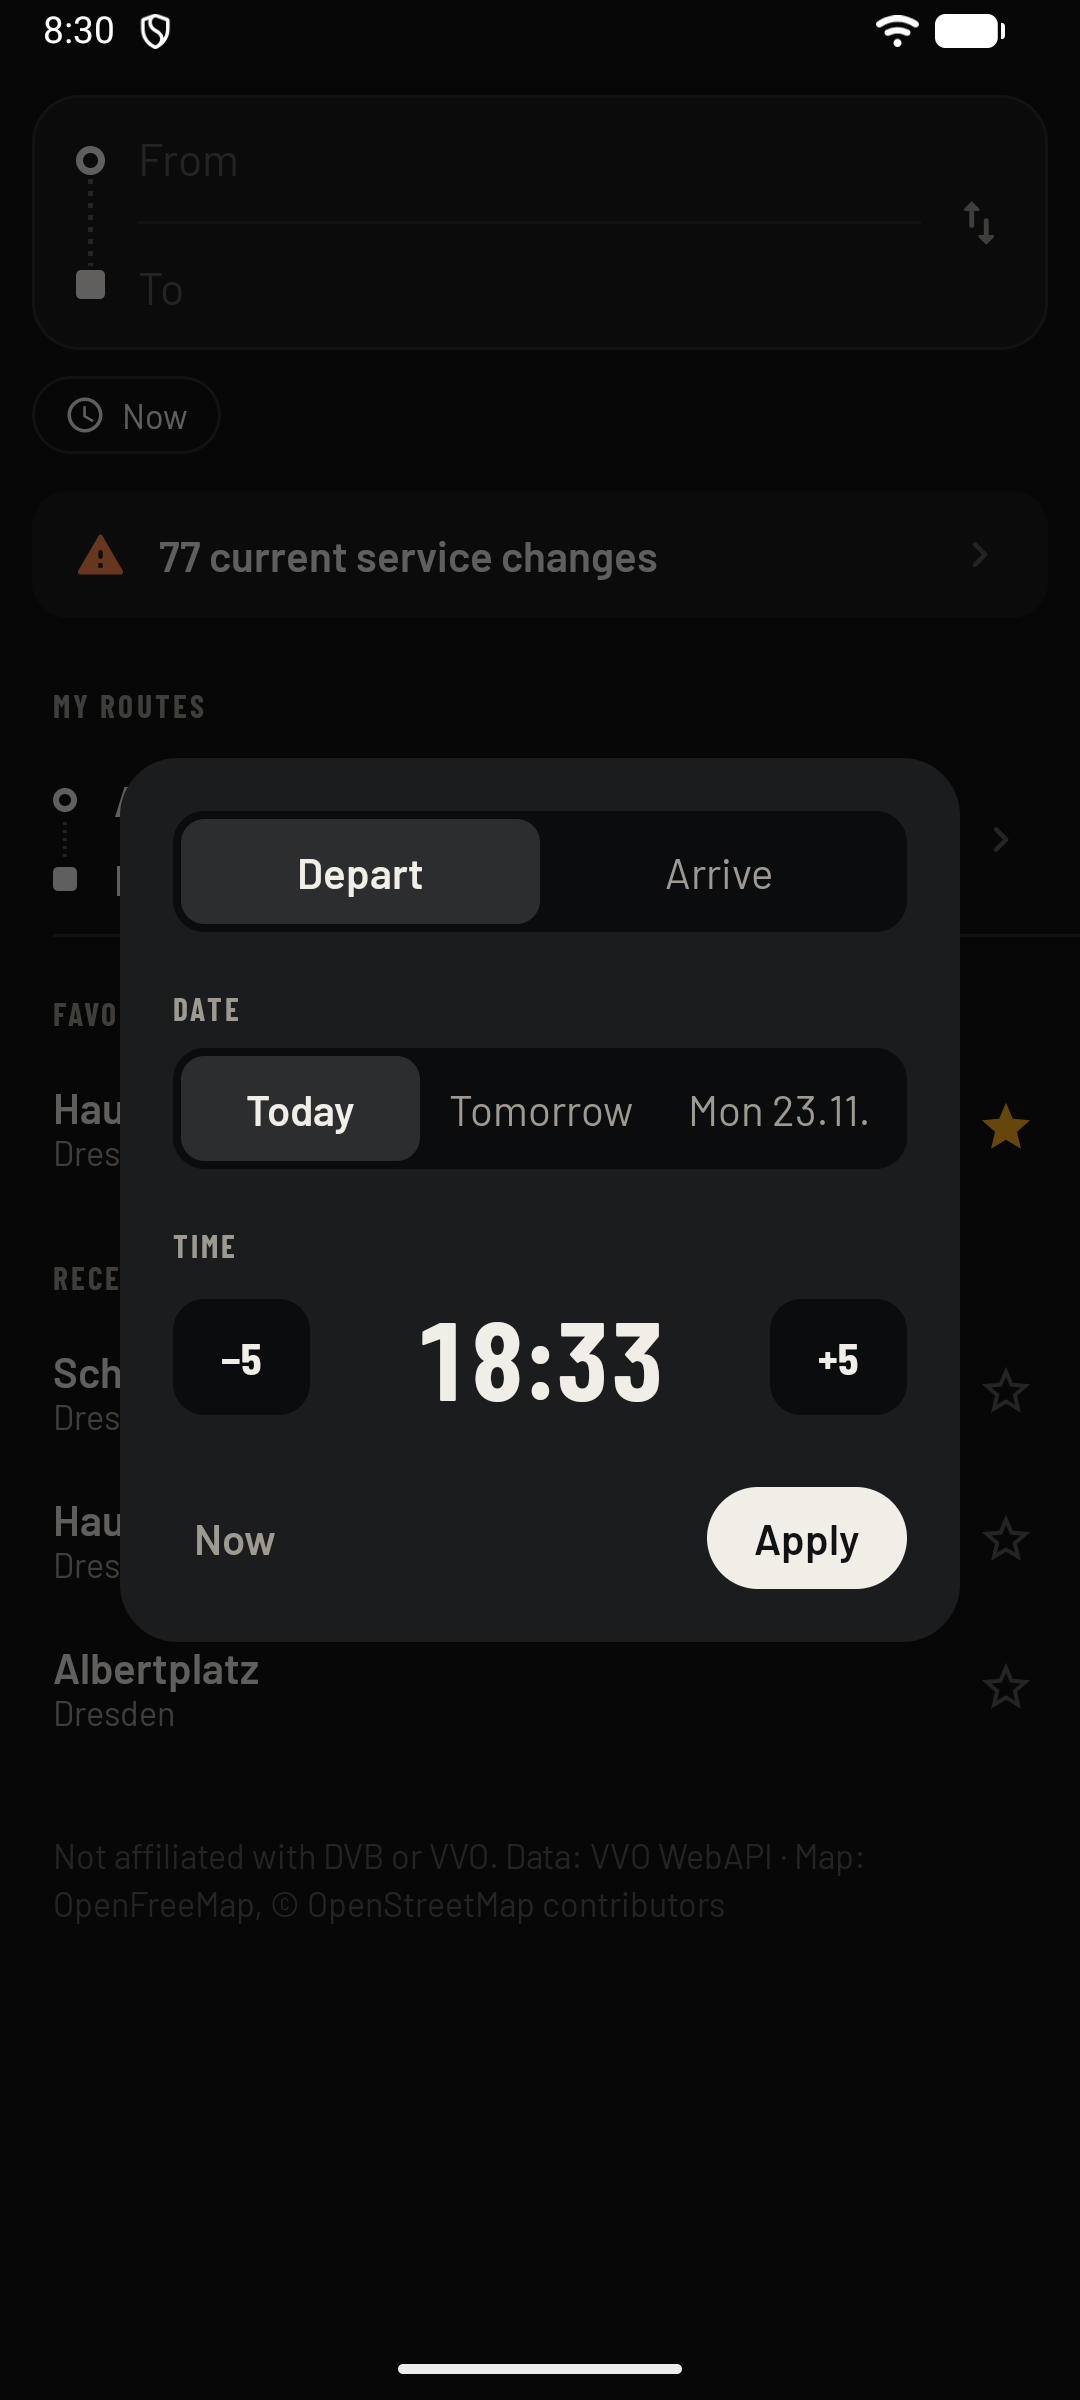 8:30
From
To
Now
77 current service changes
MY ROUTES
Depart Arrive
DATE
Today Tomorrow Mon 23.11.
TIME
–5 18:33 +5
Now Apply
Albertplatz
Dresden
Not affiliated with DVB or VVO. Data: VVO WebAPI · Map:
OpenFreeMap, © OpenStreetMap contributors